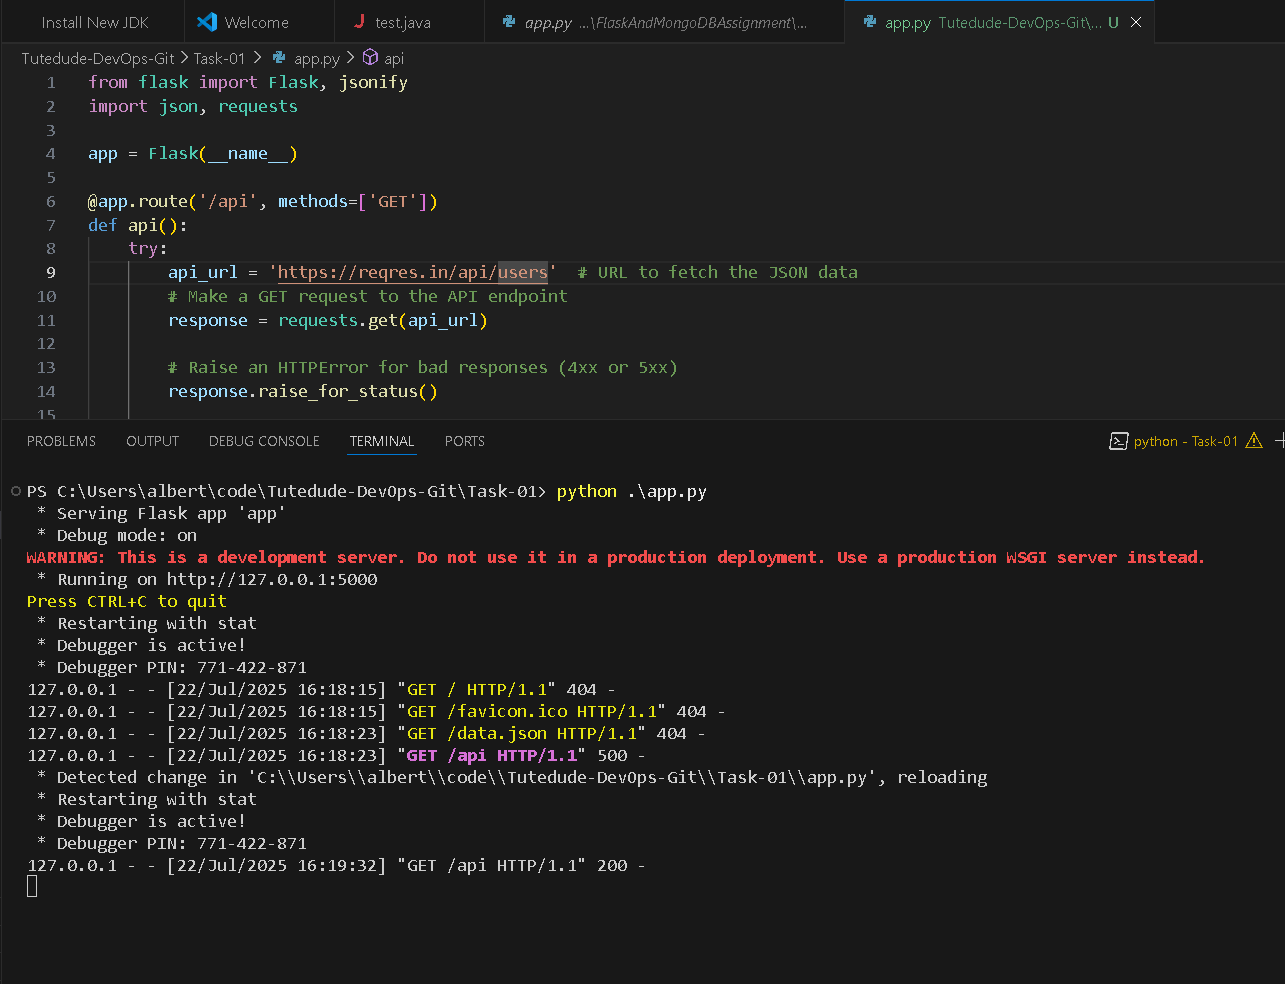 Install New JDK Welcome test.java app.py ...\FlaskAndMongoDBAssignment\... app.py Tutedude-DevOps-Git\... U
Tutedude-DevOps-Git > Task-01 > app.py > api
1 from flask import Flask, jsonify
2 import json, requests
3
4 app = Flask(__name__)
5
6 @app.route('/api', methods=['GET'])
7 def api():
8 try:
9 api_url = 'https://reqres.in/api/users' # URL to fetch the JSON data
10 # Make a GET request to the API endpoint
11 response = requests.get(api_url)
12
13 # Raise an HTTPError for bad responses (4xx or 5xx)
14 response.raise_for_status()
15
PROBLEMS OUTPUT DEBUG CONSOLE TERMINAL PORTS python - Task-01
PS C:\Users\albert\code\Tutedude-DevOps-Git\Task-01> python .\app.py
* Serving Flask app 'app'
* Debug mode: on
WARNING: This is a development server. Do not use it in a production deployment. Use a production WSGI server instead.
* Running on http://127.0.0.1:5000
Press CTRL+C to quit
* Restarting with stat
* Debugger is active!
* Debugger PIN: 771-422-871
127.0.0.1 - - [22/Jul/2025 16:18:15] "GET / HTTP/1.1" 404 -
127.0.0.1 - - [22/Jul/2025 16:18:15] "GET /favicon.ico HTTP/1.1" 404 -
127.0.0.1 - - [22/Jul/2025 16:18:23] "GET /data.json HTTP/1.1" 404 -
127.0.0.1 - - [22/Jul/2025 16:18:23] "GET /api HTTP/1.1" 500 -
* Detected change in 'C:\\Users\\albert\\code\\Tutedude-DevOps-Git\\Task-01\\app.py', reloading
* Restarting with stat
* Debugger is active!
* Debugger PIN: 771-422-871
127.0.0.1 - - [22/Jul/2025 16:19:32] "GET /api HTTP/1.1" 200 -